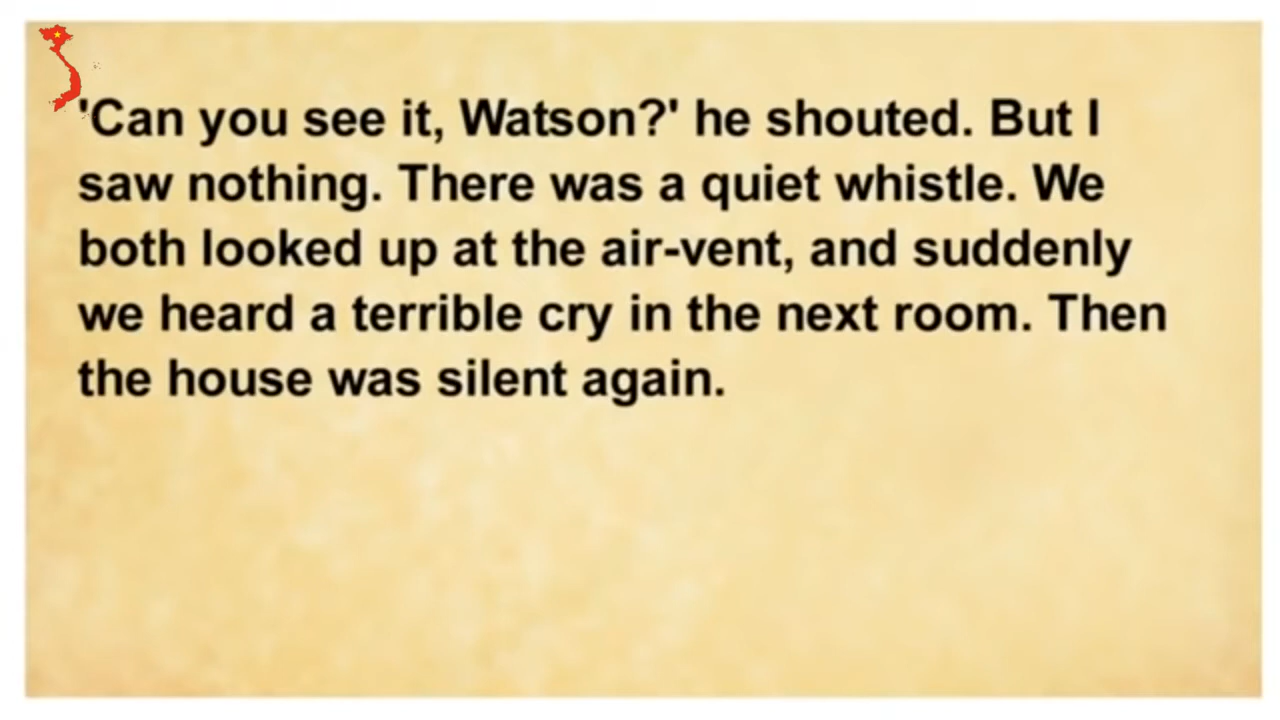 'Can you see it, Watson?' he shouted. But I
saw nothing. There was a quiet whistle. We
both looked up at the air-vent, and suddenly
we heard a terrible cry in the next room. Then
the house was silent again.